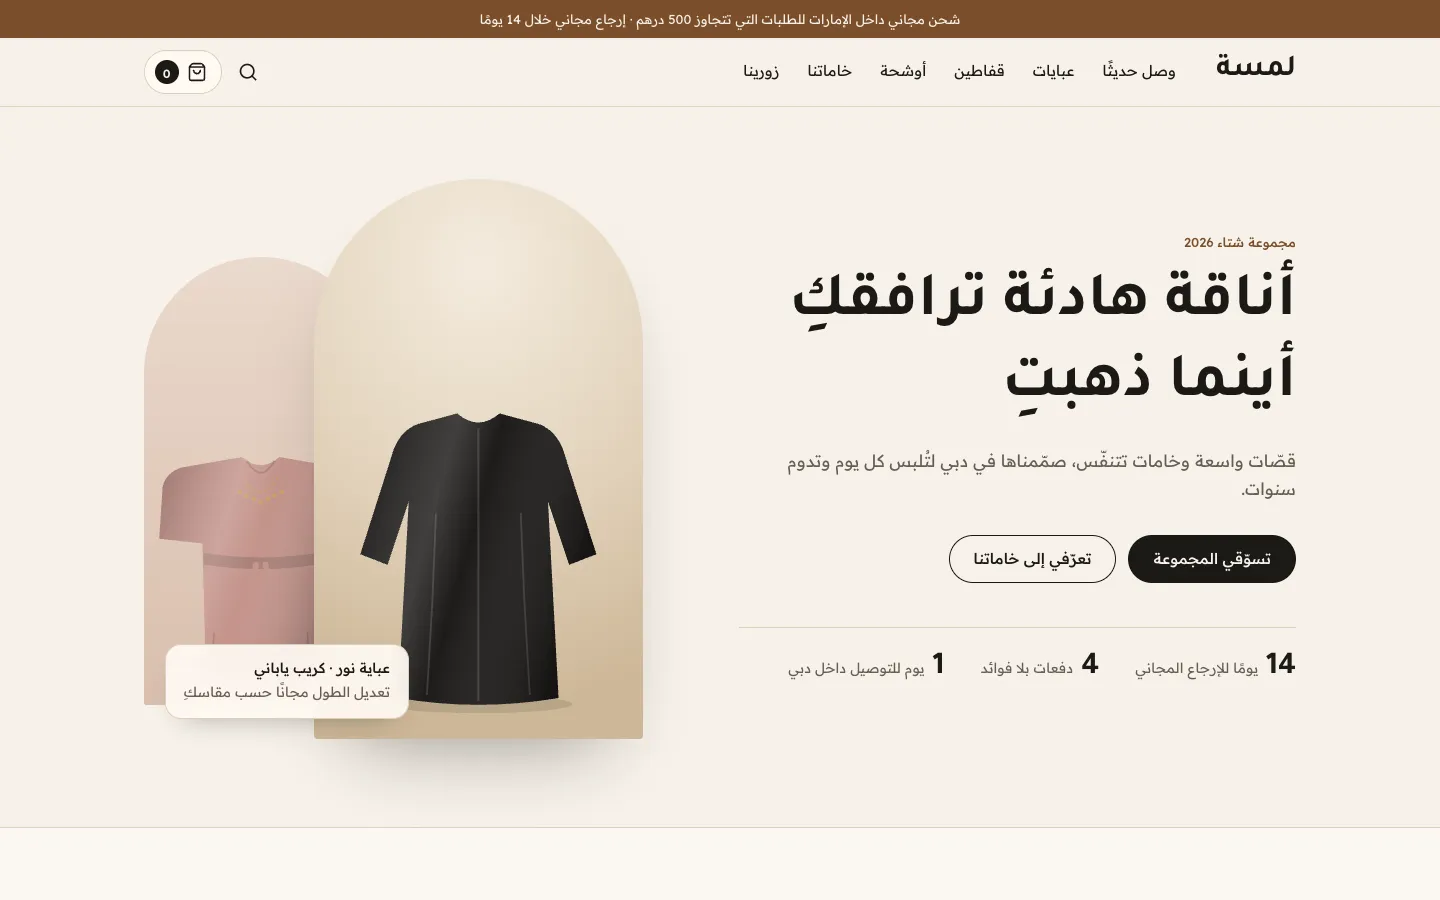 شحن مجاني داخل الإمارات للطلبات التي تتجاوز 500 درهم · إرجاع مجاني خلال 14 يومًا
لمسة
وصل حديثًا
عبايات
قفاطين
أوشحة
خاماتنا
زورينا
0
مجموعة شتاء 2026
أناقة هادئة ترافقكِ
أينما ذهبتِ
قصّات واسعة وخامات تتنفّس، صمّمناها في دبي لتُلبس كل يوم وتدوم
سنوات.
تسوّقي المجموعة
تعرّفي إلى خاماتنا
14 يومًا للإرجاع المجاني
4 دفعات بلا فوائد
1 يوم للتوصيل داخل دبي
عباية نور · كريب ياباني
تعديل الطول مجانًا حسب مقاسكِ